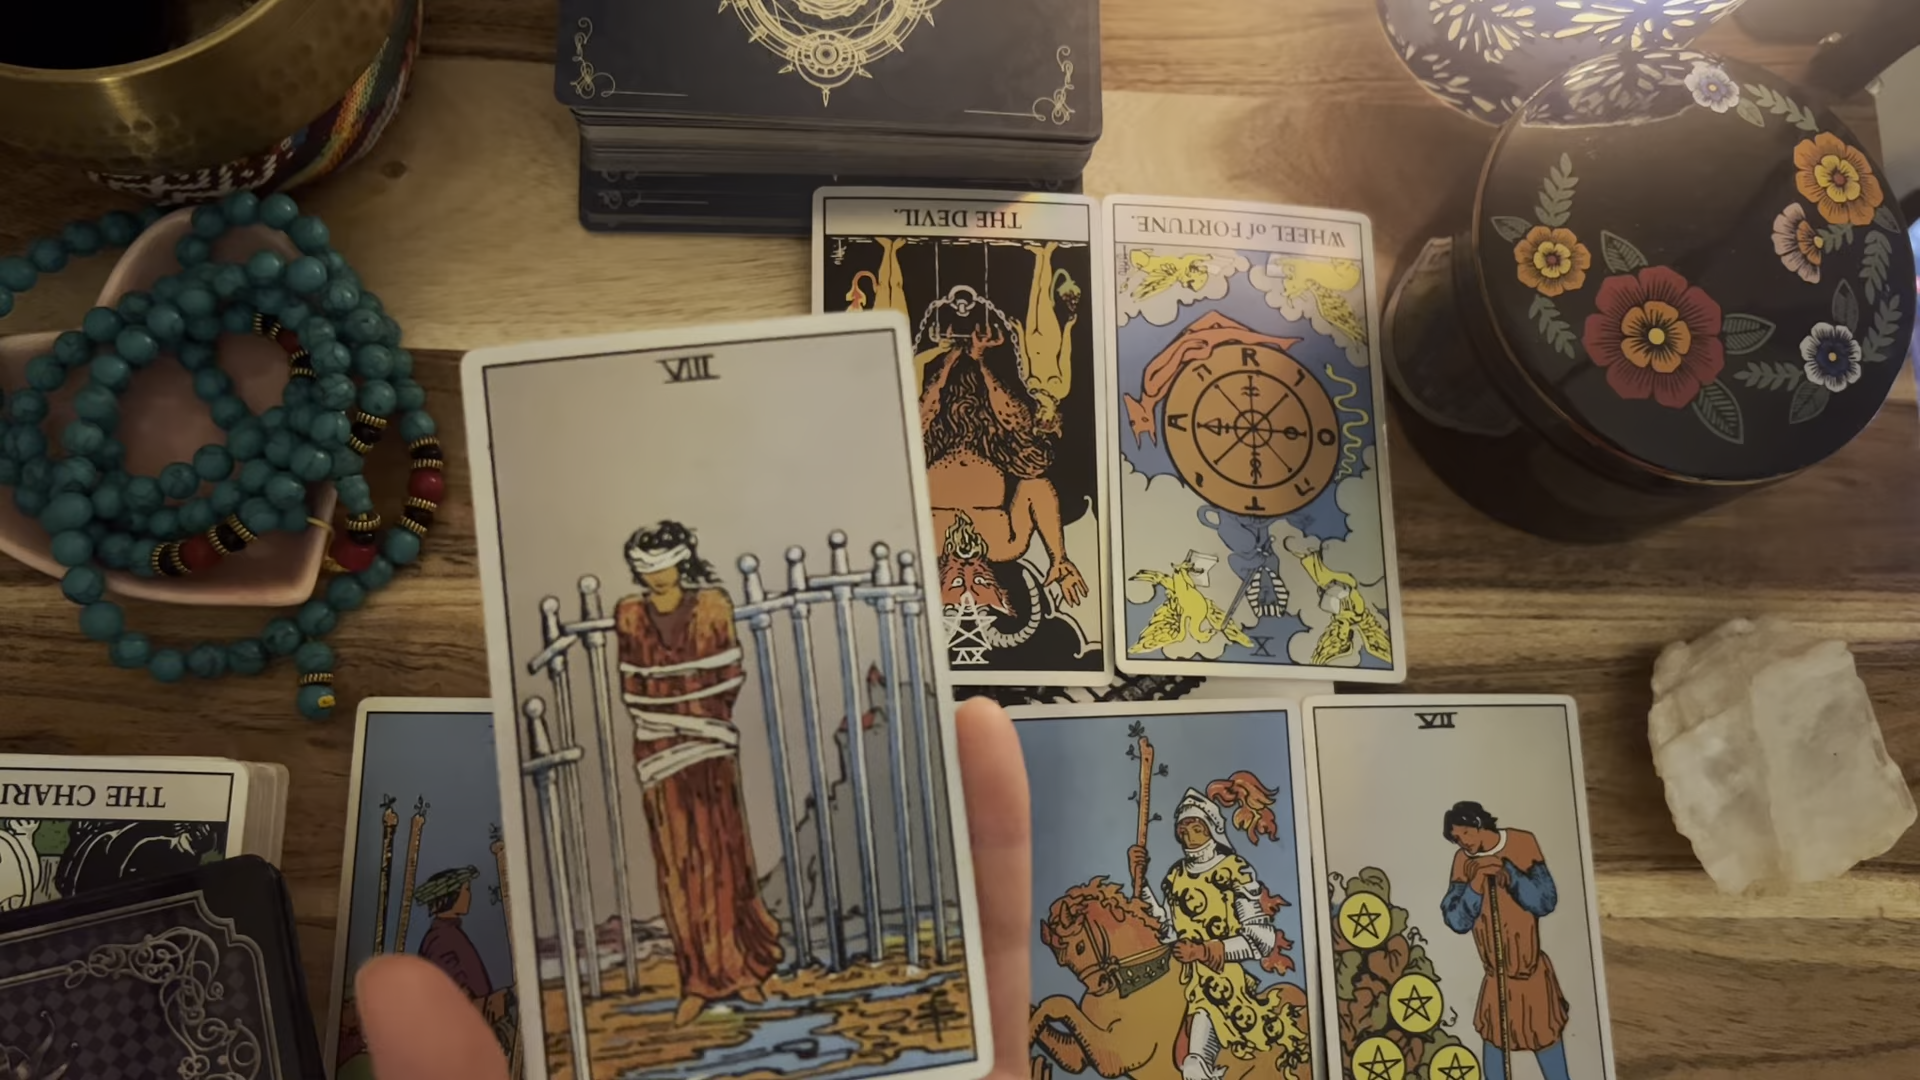 THE DEVIL.
WHEEL of FORTUNE.
VIII
T
A
R
O
XV
X
VII
THE CHARI